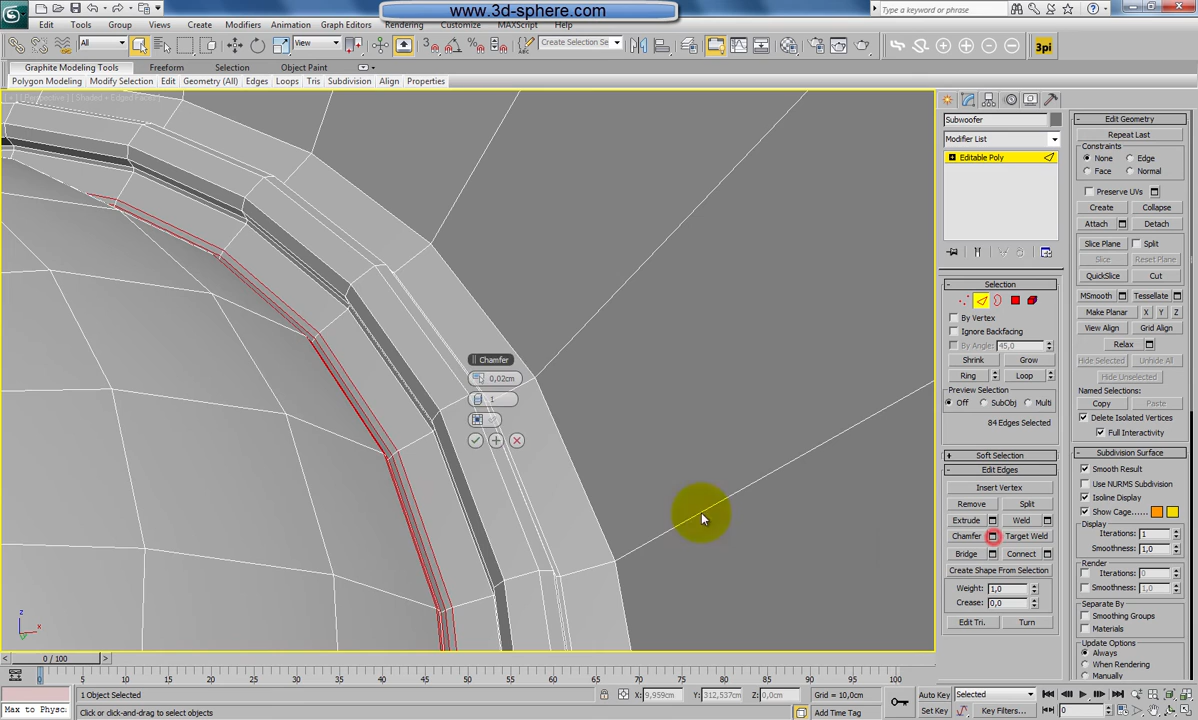 www.3d-sphere.com
Type a keyword or phrase
Edit Tools Group Views Create Modifiers Animation Graph Editors Rendering Customize MAXScript Help
All View Create Selection Se 3pi
Graphite Modeling Tools Freeform Selection Object Paint
Polygon Modeling Modify Selection Edit Geometry (All) Edges Loops Tris Subdivision Align Properties
[ + ] [ Perspective ] [ Shaded + Edged Faces ]
Chamfer
0,02cm
1
z
x
Subwoofer
Modifier List
Editable Poly
Selection
By Vertex
Ignore Backfacing
By Angle: 45,0
Shrink Grow
Ring Loop
Preview Selection
Off SubObj Multi
84 Edges Selected
Soft Selection
Edit Edges
Insert Vertex
Remove Split
Extrude Weld
Chamfer Target Weld
Bridge Connect
Create Shape From Selection
Weight: 1,0
Crease: 0,0
Edit Tri. Turn
Edit Geometry
Repeat Last
Constraints
None Edge
Face Normal
Preserve UVs
Create Collapse
Attach Detach
Slice Plane Split
Slice Reset Plane
QuickSlice Cut
MSmooth Tessellate
Make Planar X Y Z
View Align Grid Align
Relax
Hide Selected Unhide All
Hide Unselected
Named Selections:
Copy Paste
Delete Isolated Vertices
Full Interactivity
Subdivision Surface
Smooth Result
Use NURMS Subdivision
Isoline Display
Show Cage......
Display
Iterations: 1
Smoothness: 1,0
Render
Iterations: 0
Smoothness: 1,0
Separate By
Smoothing Groups
Materials
Update Options
Always
When Rendering
Manually
0 / 100
0 5 10 15 20 25 30 35 40 45 50 55 60 65 70 75 80 85 90 95 100
1 Object Selected X: 9,959cm Y: 312,537cm Z: 0,0cm Grid = 10,0cm Auto Key Selected
Max to Physc. Click or click-and-drag to select objects Add Time Tag Set Key Key Filters... 0